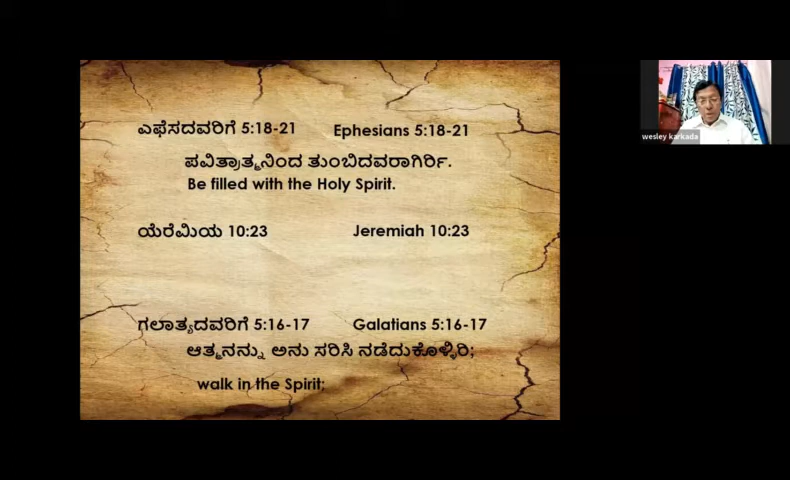 ಎಫೆಸದವರಿಗೆ 5:18-21 Ephesians 5:18-21
ಪವಿತ್ರಾತ್ಮನಿಂದ ತುಂಬಿದವರಾಗಿರ್ರಿ.
Be filled with the Holy Spirit.
ಯೆರೆಮಿಯ 10:23 Jeremiah 10:23
ಗಲಾತ್ಯದವರಿಗೆ 5:16-17 Galatians 5:16-17
ಆತ್ಮನನ್ನು ಅನು ಸರಿಸಿ ನಡೆದುಕೊಳ್ಳಿರಿ;
walk in the Spirit;
wesley karkada